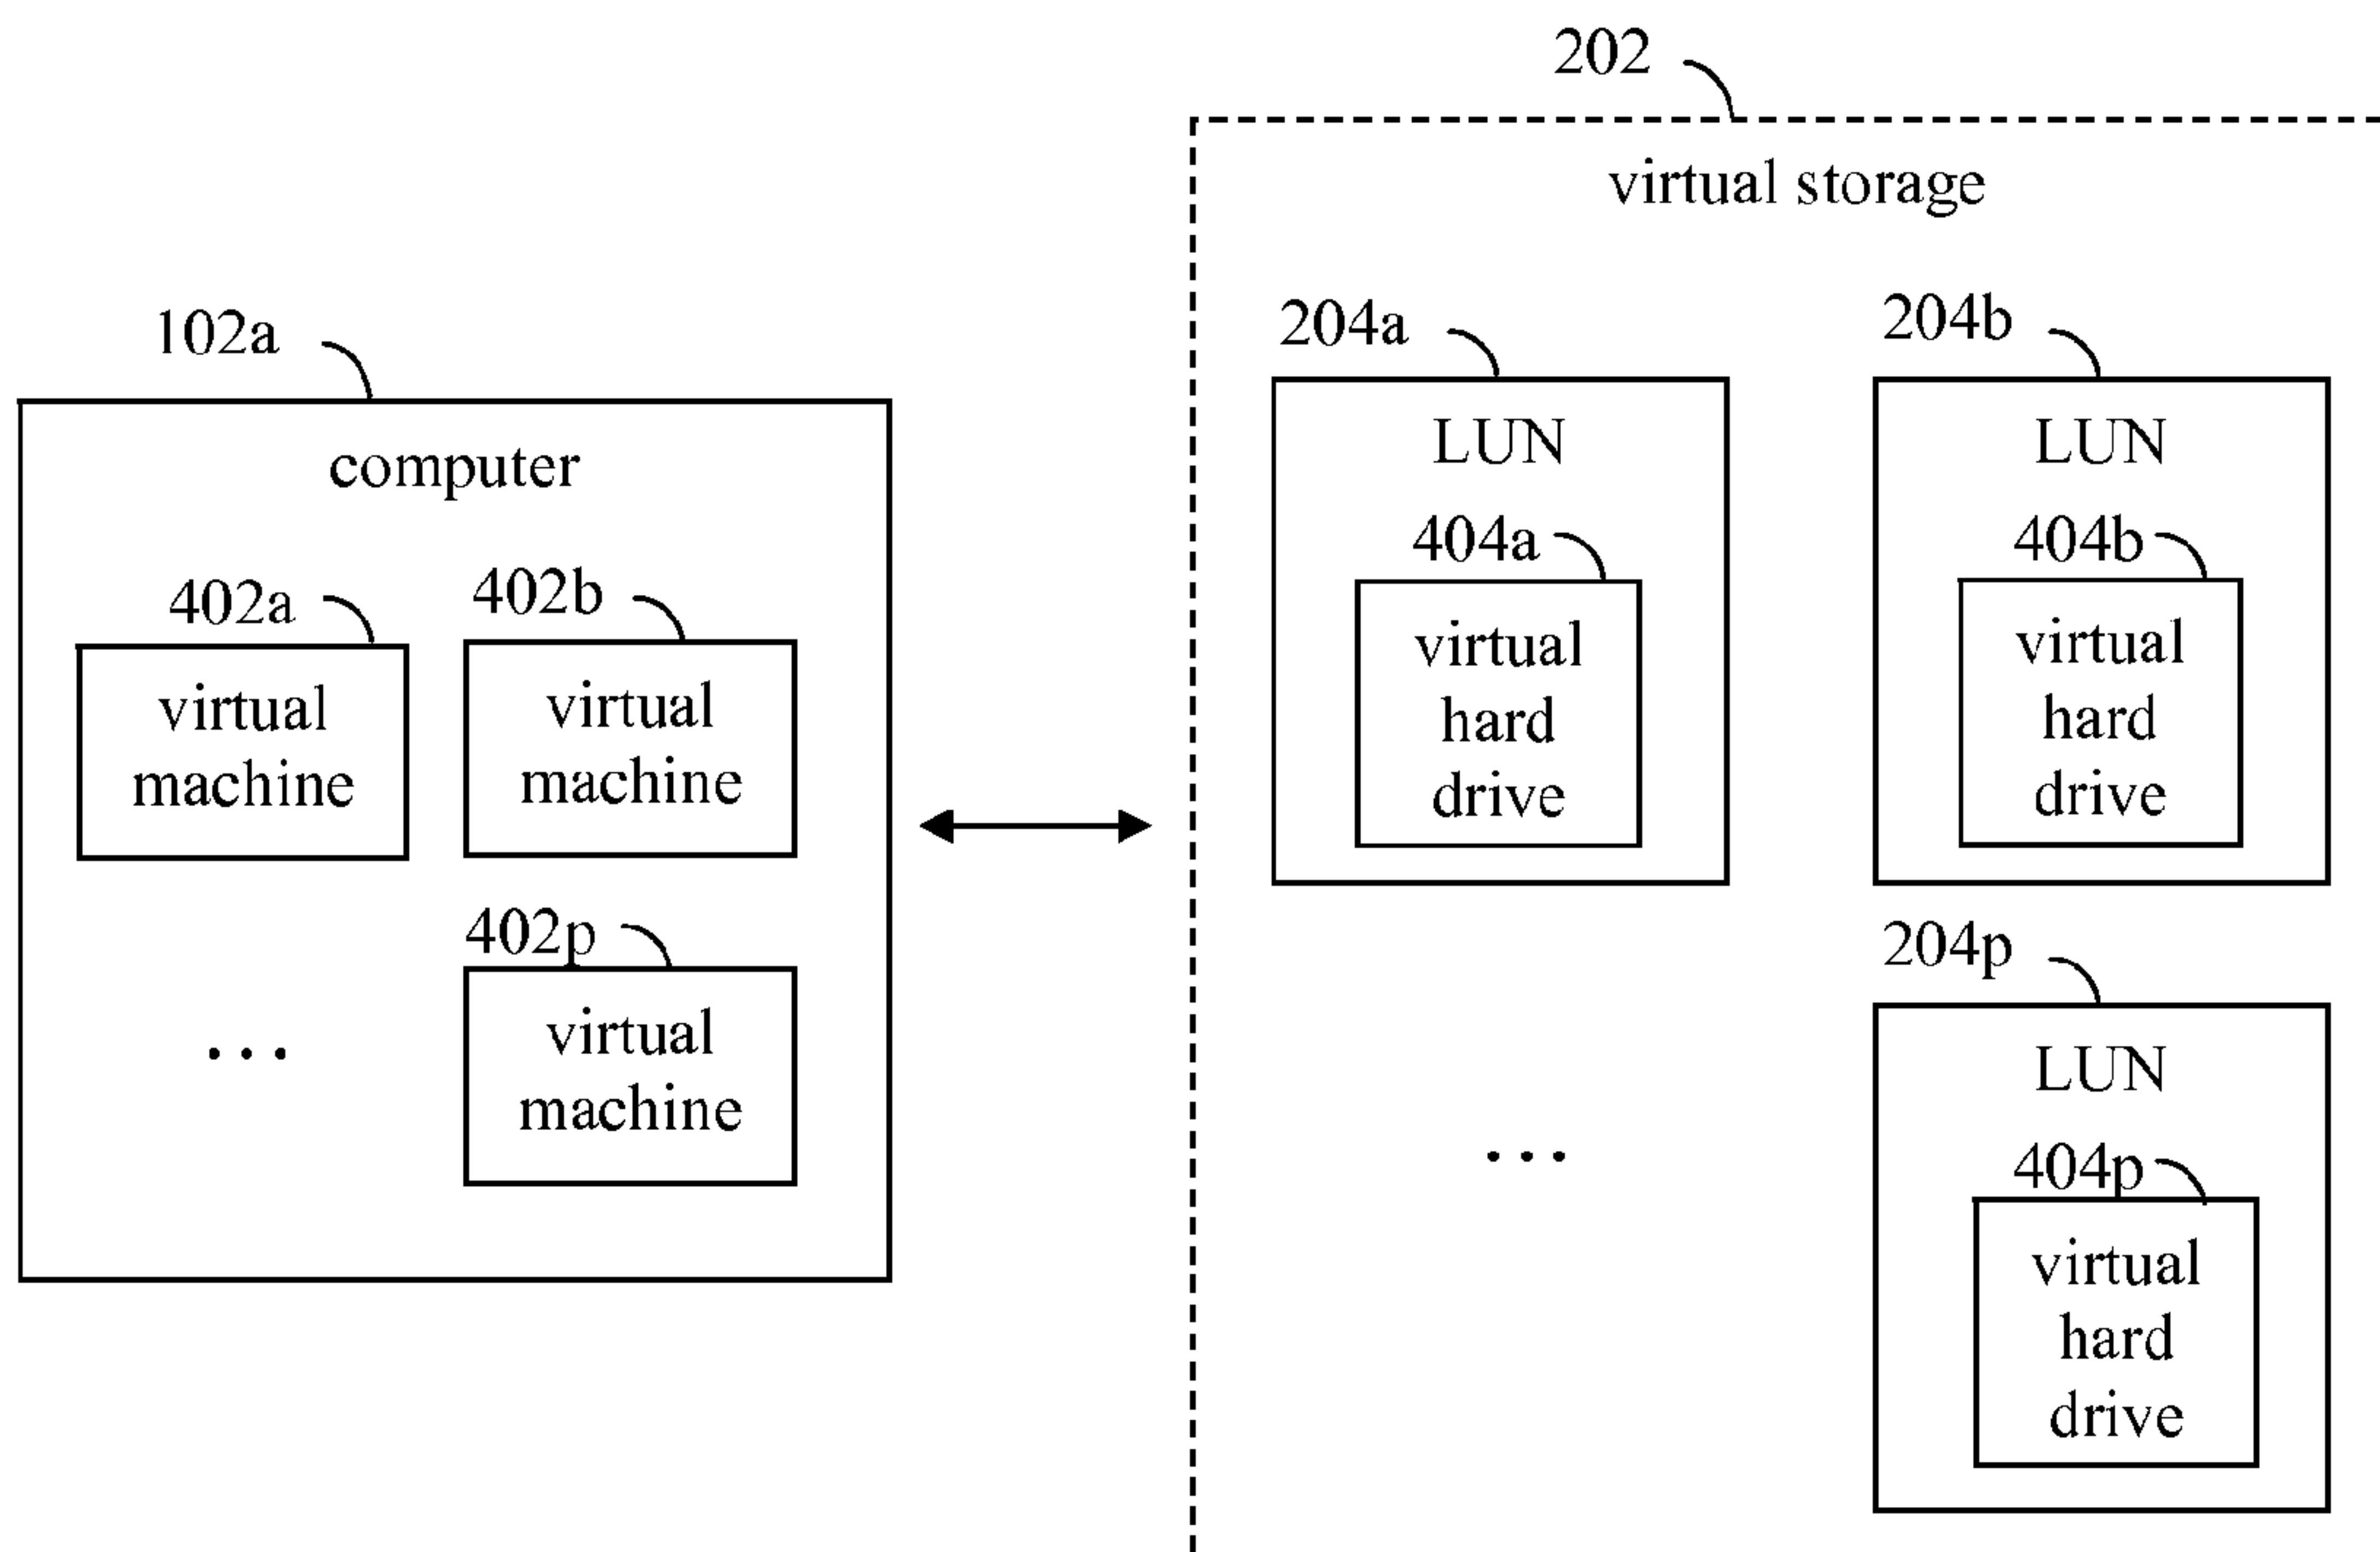 202
virtual storage
102a
computer
402a
virtual
machine
402b
virtual
machine
...
402p
virtual
machine
204a
LUN
404a
virtual
hard
drive
204b
LUN
404b
virtual
hard
drive
...
204p
LUN
404p
virtual
hard
drive